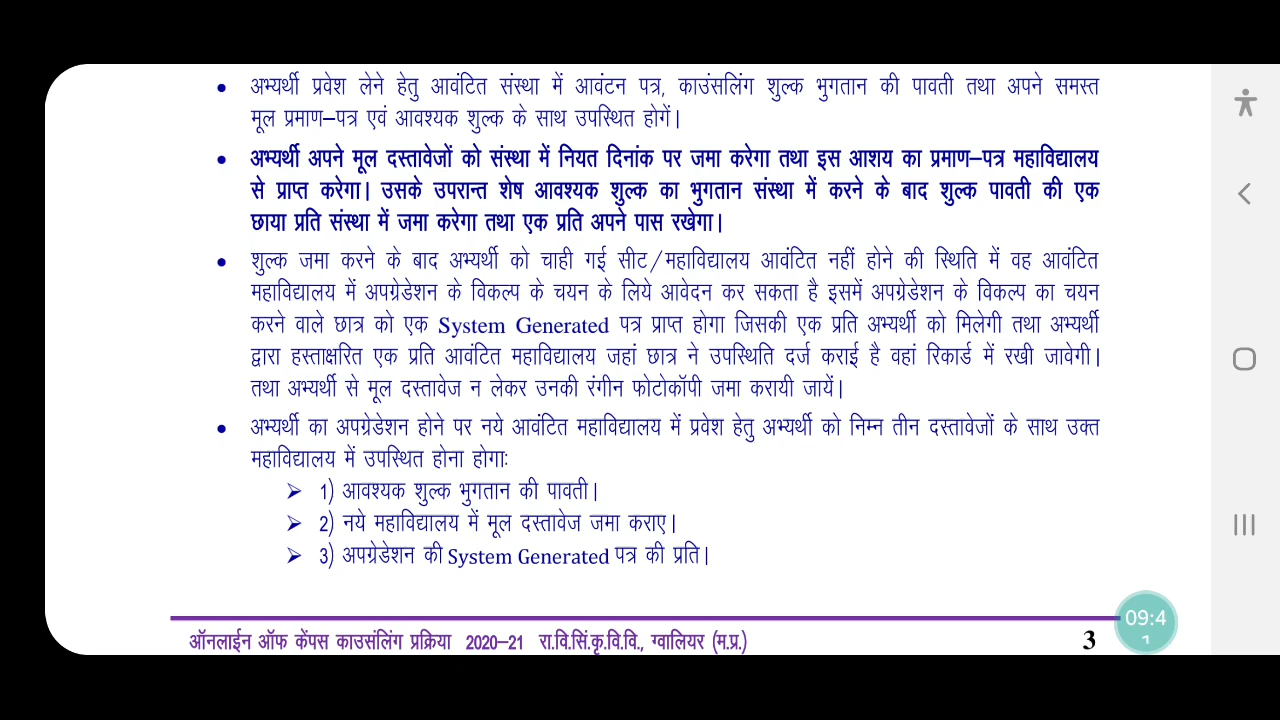 • अभ्यर्थी प्रवेश लेने हेतु आवंटित संस्था में आवंटन पत्र, काउंसलिंग शुल्क भुगतान की पावती तथा अपने समस्त
मूल प्रमाण–पत्र एवं आवश्यक शुल्क के साथ उपस्थित होगें।
• अभ्यर्थी अपने मूल दस्तावेजों को संस्था में नियत दिनांक पर जमा करेगा तथा इस आशय का प्रमाण–पत्र महाविद्यालय
से प्राप्त करेगा। उसके उपरान्त शेष आवश्यक शुल्क का भुगतान संस्था में करने के बाद शुल्क पावती की एक
छाया प्रति संस्था में जमा करेगा तथा एक प्रति अपने पास रखेगा।
• शुल्क जमा करने के बाद अभ्यर्थी को चाही गई सीट/महाविद्यालय आवंटित नहीं होने की स्थिति में वह आवंटित
महाविद्यालय में अपग्रेडेशन के विकल्प के चयन के लिये आवेदन कर सकता है इसमें अपग्रेडेशन के विकल्प का चयन
करने वाले छात्र को एक System Generated पत्र प्राप्त होगा जिसकी एक प्रति अभ्यर्थी को मिलेगी तथा अभ्यर्थी
द्वारा हस्ताक्षरित एक प्रति आवंटित महाविद्यालय जहां छात्र ने उपस्थिति दर्ज कराई है वहां रिकार्ड में रखी जावेगी।
तथा अभ्यर्थी से मूल दस्तावेज न लेकर उनकी रंगीन फोटोकॉपी जमा करायी जायें।
• अभ्यर्थी का अपग्रेडेशन होने पर नये आवंटित महाविद्यालय में प्रवेश हेतु अभ्यर्थी को निम्न तीन दस्तावेजों के साथ उक्त
महाविद्यालय में उपस्थित होना होगाः
➢ 1) आवश्यक शुल्क भुगतान की पावती।
➢ 2) नये महाविद्यालय में मूल दस्तावेज जमा कराए।
➢ 3) अपग्रेडेशन की System Generated पत्र की प्रति।
ऑनलाईन ऑफ केंपस काउसंलिंग प्रक्रिया 2020–21 रा.वि.सिं.कृ.वि.वि., ग्वालियर (म.प्र.) 3
09:4
1